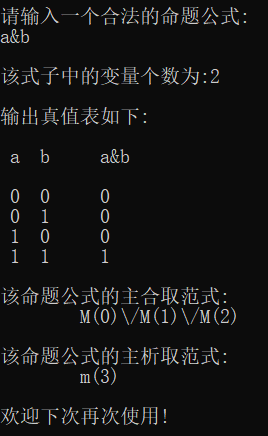 请输入一个合法的命题公式:
a&b
该式子中的变量个数为:2
输出真值表如下:
a b a&b
0 0 0
0 1 0
1 0 0
1 1 1
该命题公式的主合取范式:
M(0)\/M(1)\/M(2)
该命题公式的主析取范式:
m(3)
欢迎下次再次使用!